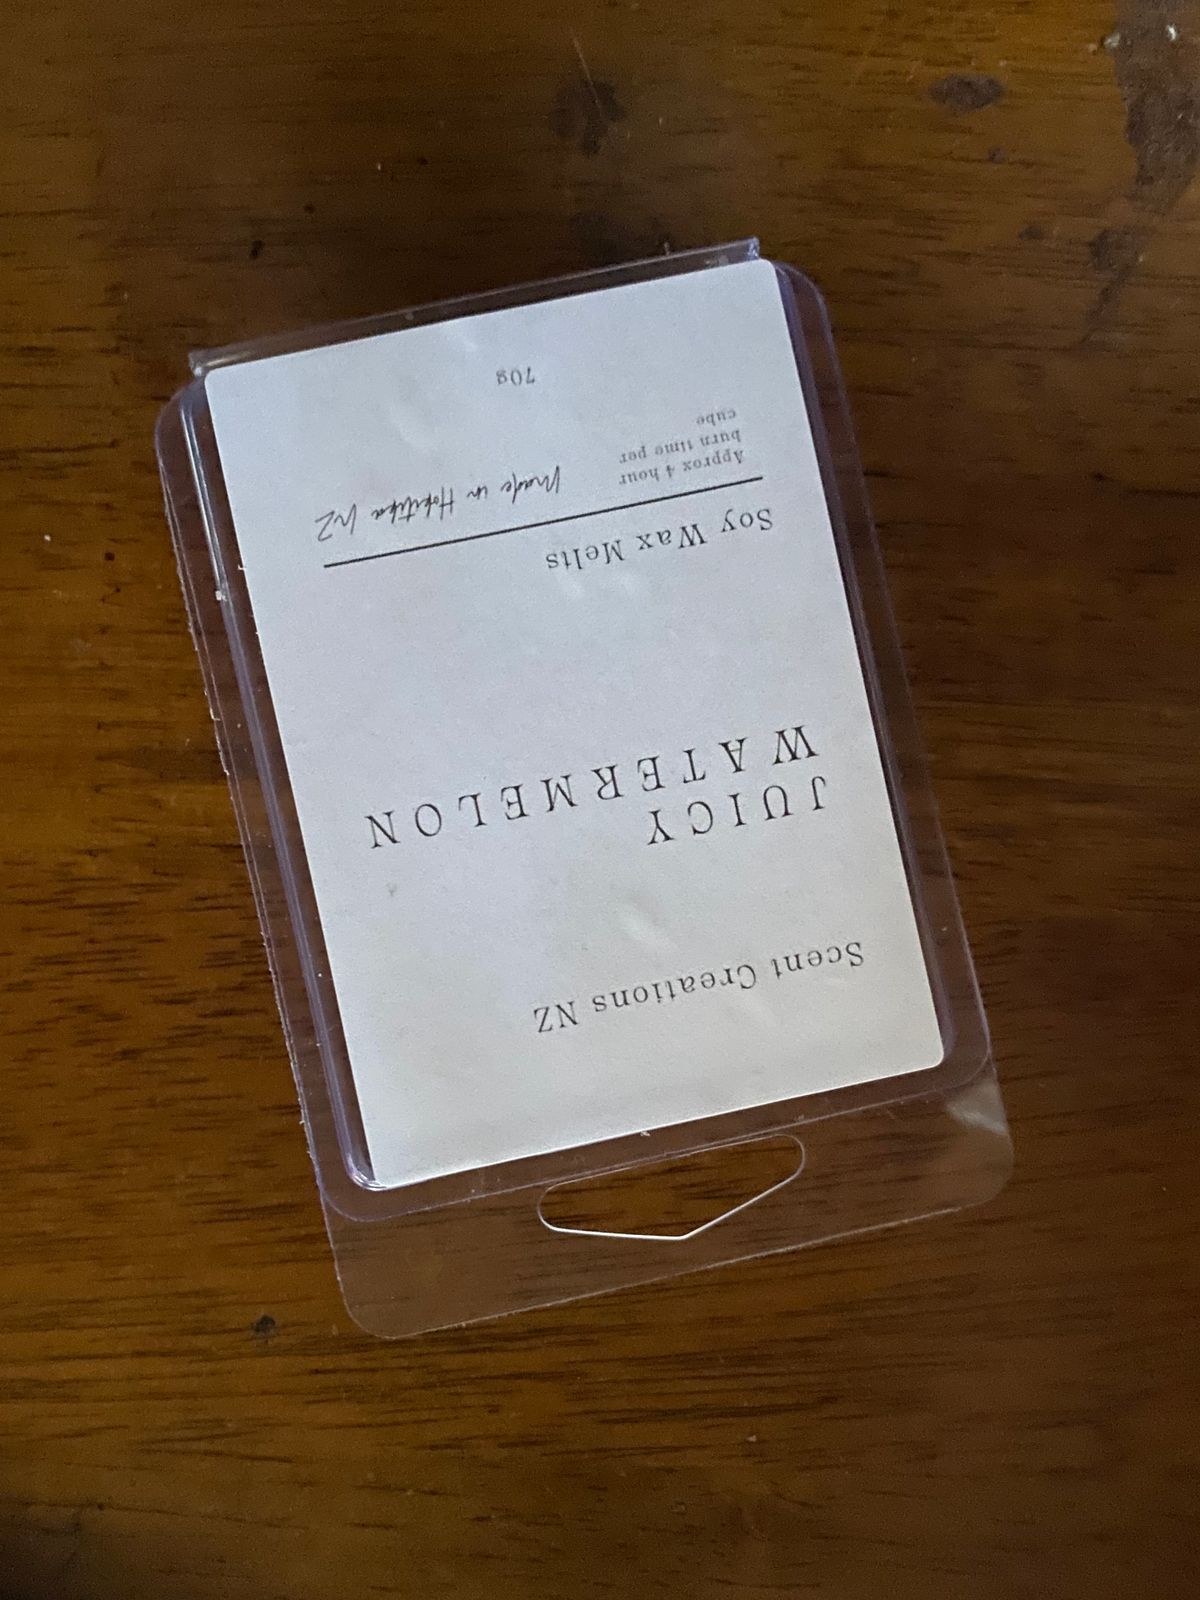 Scent Creations NZ
JUICY
WATERMELON
Soy Wax Melts
Approx 4 hour
burn time per
cube
Made in Hokitika NZ
70g